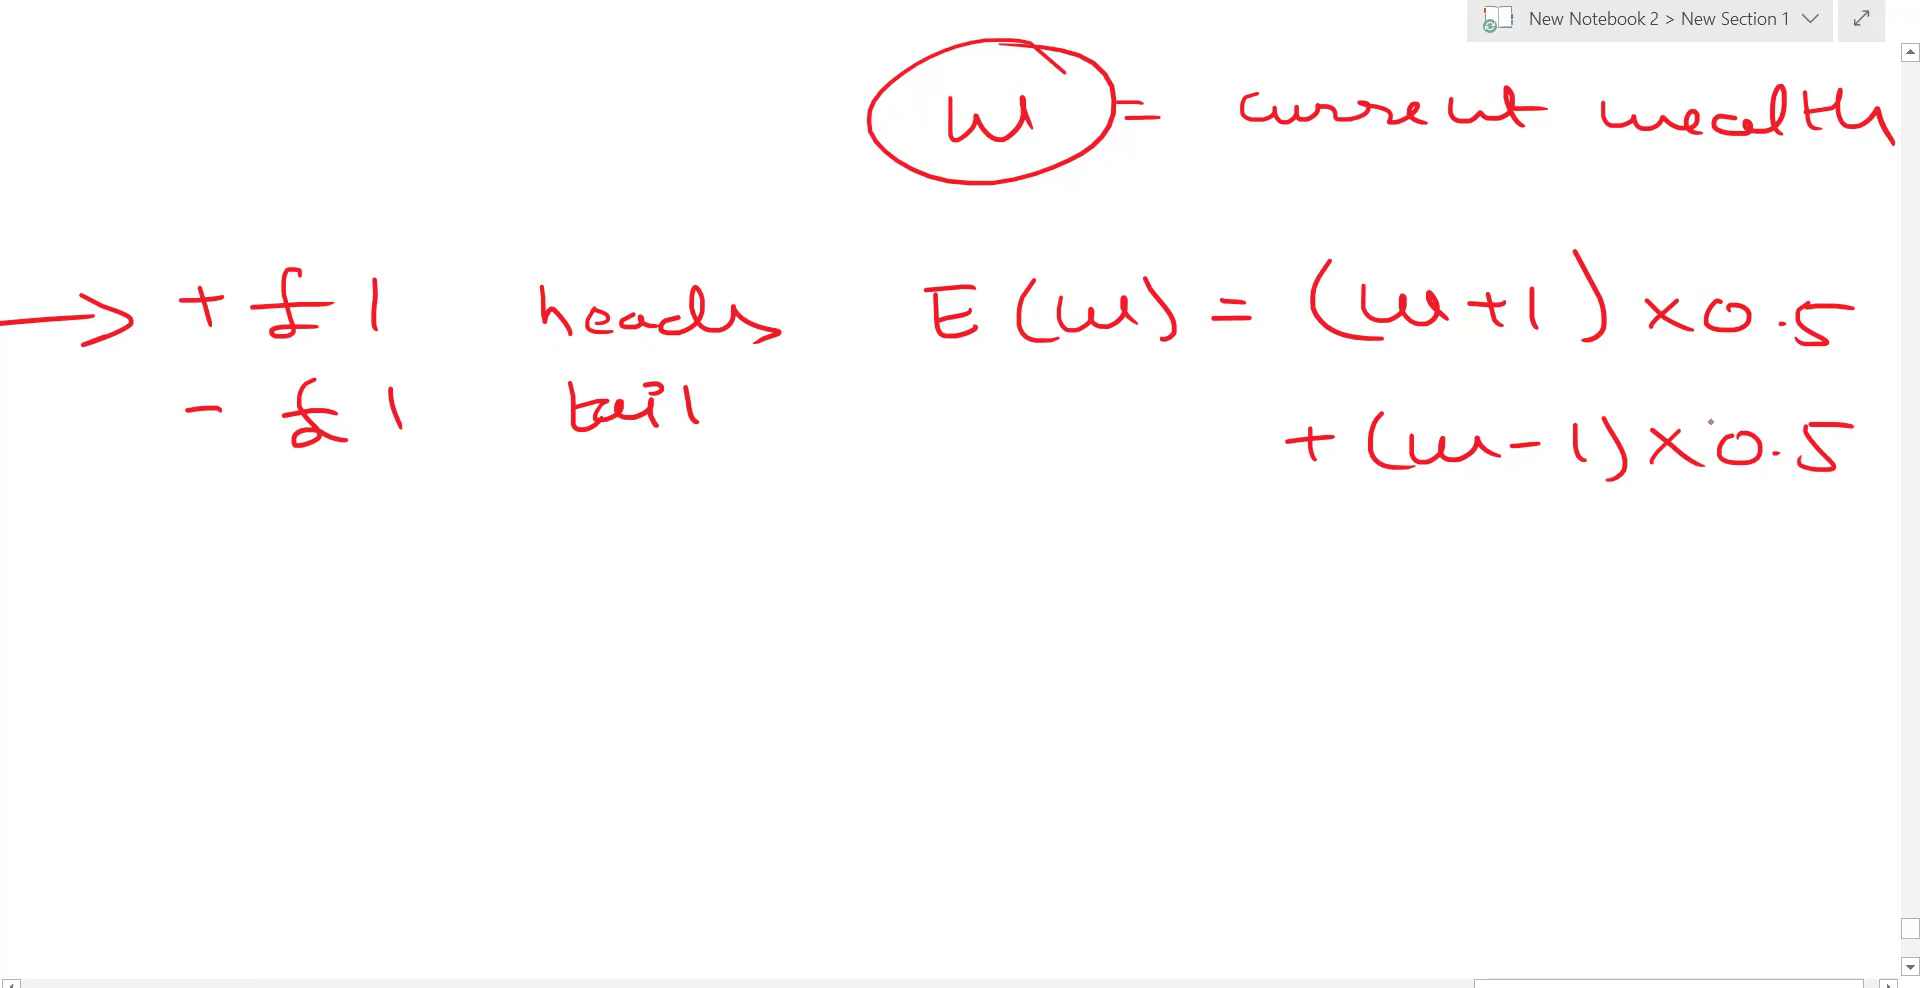 New Notebook 2 > New Section 1
w = current wealth
+ £ 1 heads E(w) = (w+1) × 0.5
- £ 1 tail + (w-1) × 0.5